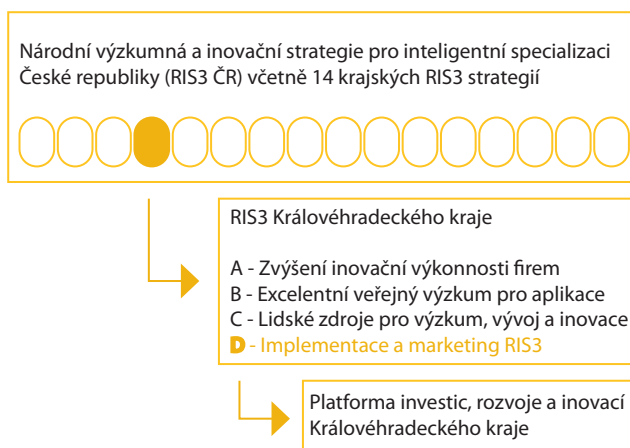 Národní výzkumná a inovační strategie pro inteligentní specializaci
České republiky (RIS3 ČR) včetně 14 krajských RIS3 strategií
RIS3 Královéhradeckého kraje
A - Zvýšení inovační výkonnosti firem
B - Excelentní veřejný výzkum pro aplikace
C - Lidské zdroje pro výzkum, vývoj a inovace
D - Implementace a marketing RIS3
Platforma investic, rozvoje a inovací
Královéhradeckého kraje